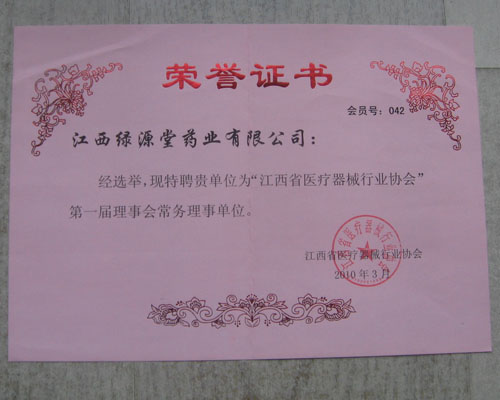 荣誉证书
会员号：042
江西绿源堂药业有限公司：
经选举，现特聘贵单位为“江西省医疗器械行业协会”
第一届理事会常务理事单位。
江西省医疗器械行业协会
2010年3月